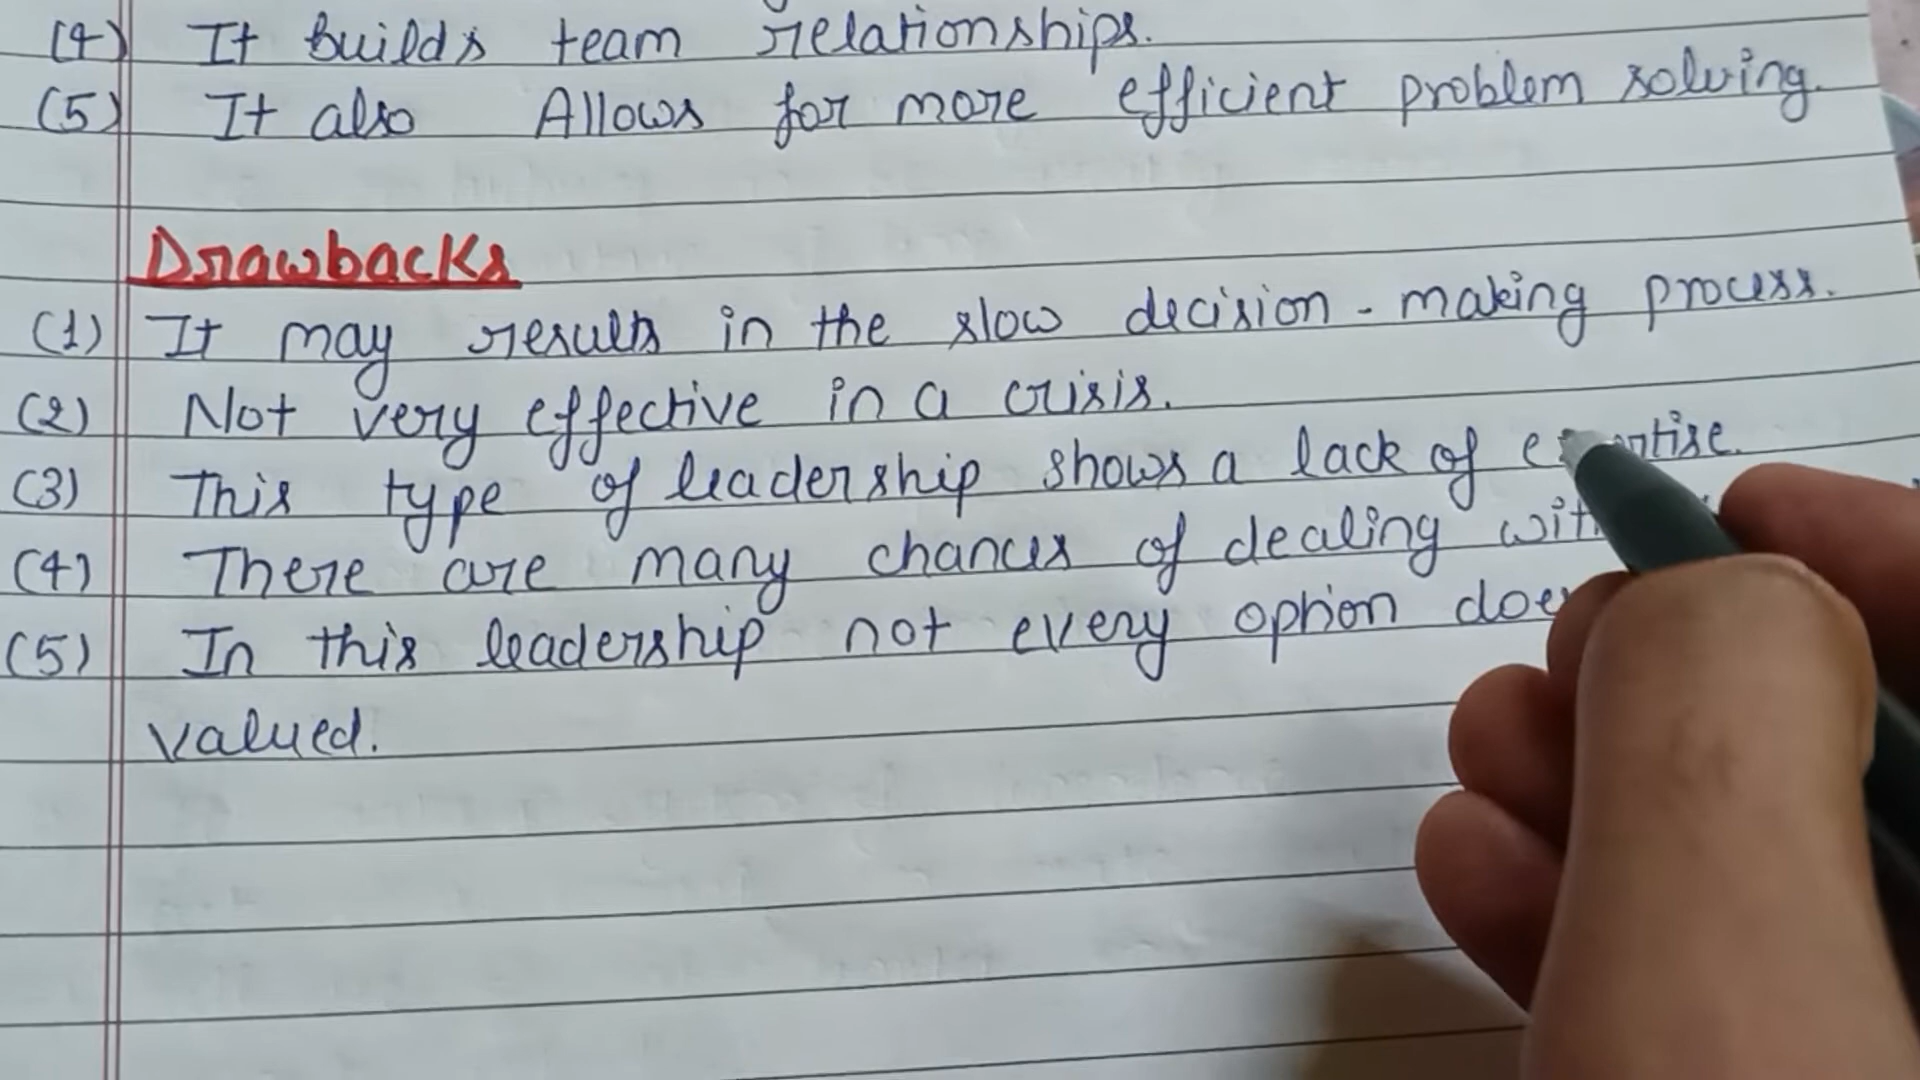 (4) It builds team relationships.
(5) It also Allows for more efficient problem solving.
Drawbacks
(1) It may results in the slow decision - making process.
(2) Not very effective in a crisis.
(3) This type of leadership shows a lack of
(4) There are many chances of dealing
(5) In this leadership not every option
valued.